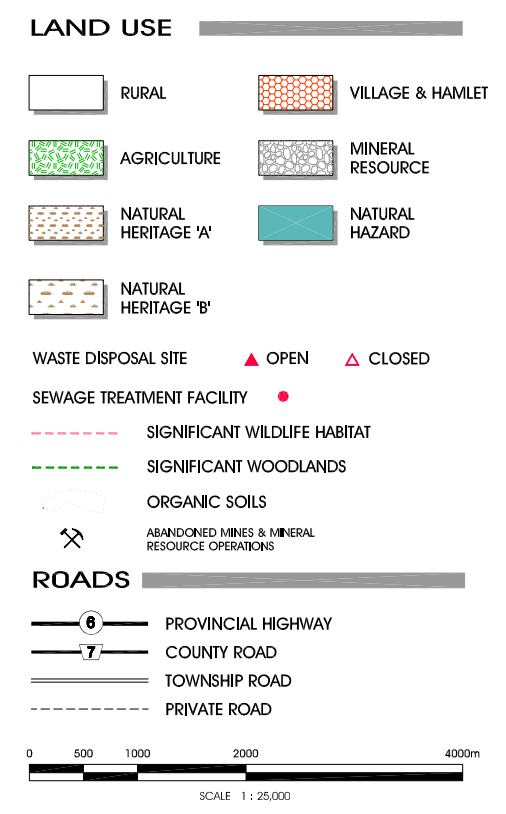 LAND USE
RURAL
VILLAGE & HAMLET
AGRICULTURE
MINERAL
RESOURCE
NATURAL
HERITAGE 'A'
NATURAL
HAZARD
NATURAL
HERITAGE 'B'
WASTE DISPOSAL SITE OPEN CLOSED
SEWAGE TREATMENT FACILITY
SIGNIFICANT WILDLIFE HABITAT
SIGNIFICANT WOODLANDS
ORGANIC SOILS
ABANDONED MINES & MINERAL
RESOURCE OPERATIONS
ROADS
6 PROVINCIAL HIGHWAY
7 COUNTY ROAD
TOWNSHIP ROAD
PRIVATE ROAD
0 500 1000 2000 4000m
SCALE 1 : 25,000